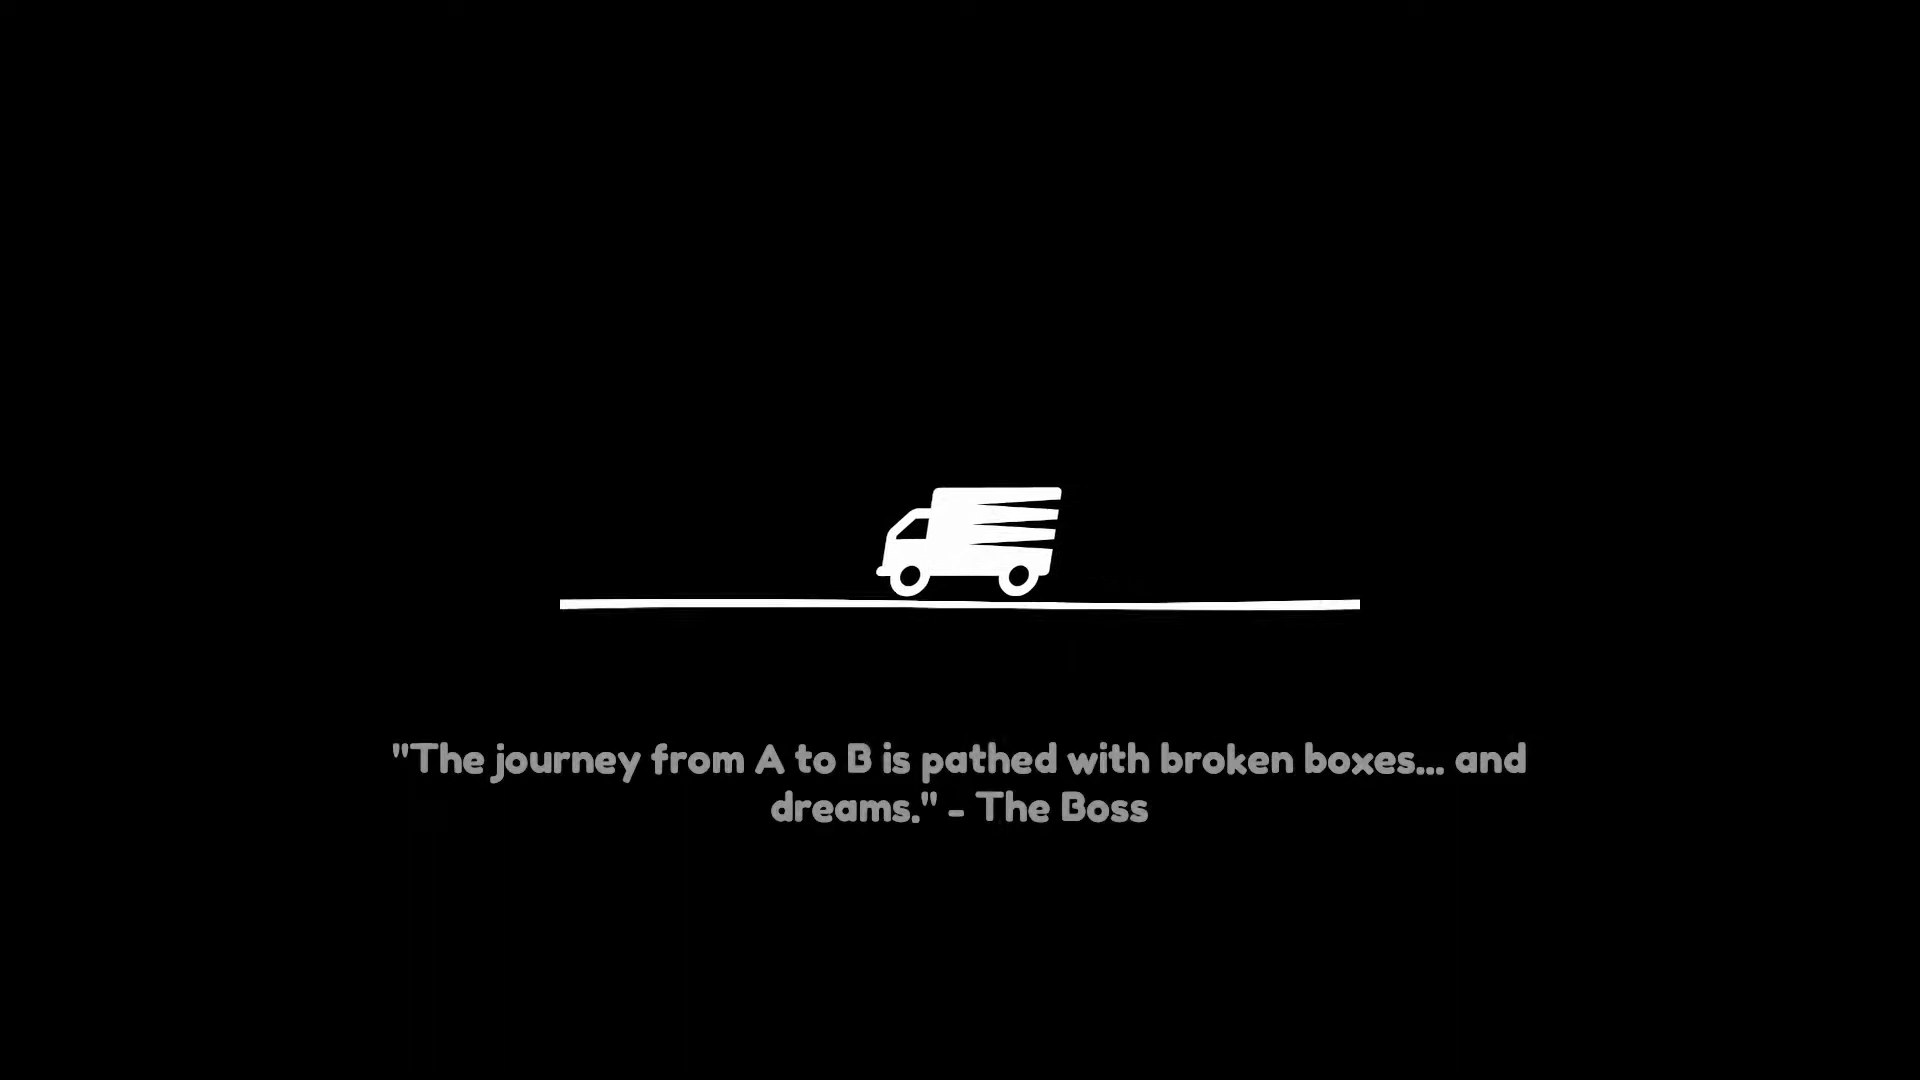 "The journey from A to B is pathed with broken boxes... and
dreams." - The Boss